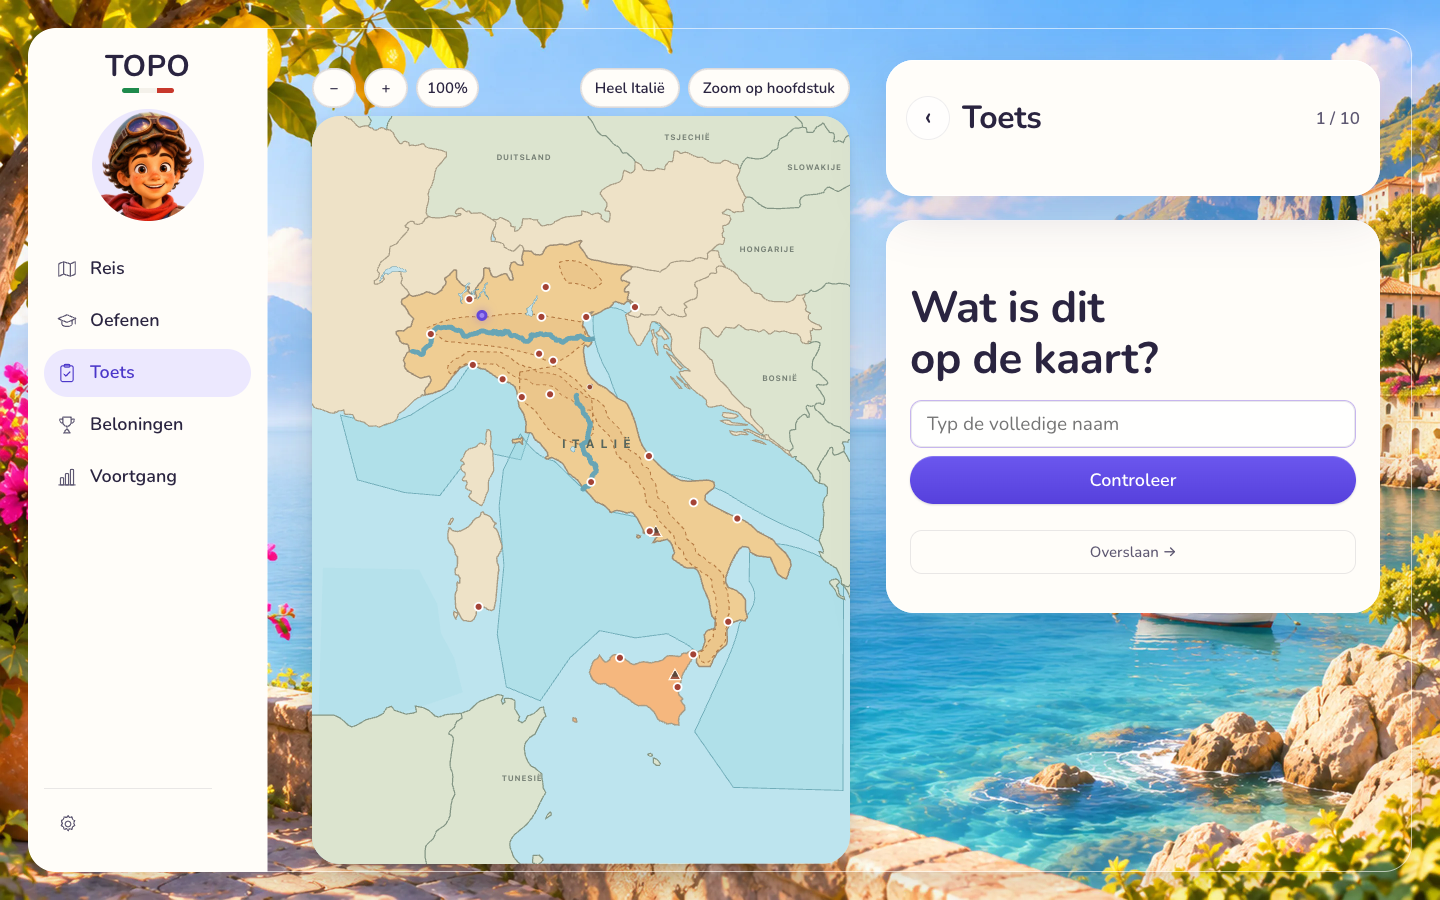 TOPO
Reis
Oefenen
Toets
Beloningen
Voortgang
−
+
100%
Heel Italië
Zoom op hoofdstuk
TSJECHIË
DUITSLAND
SLOWAKIJE
HONGARIJE
BOSNIË
ITALIË
TUNESIË
‹ Toets
1 / 10
Wat is dit
op de kaart?
Typ de volledige naam
Controleer
Overslaan →